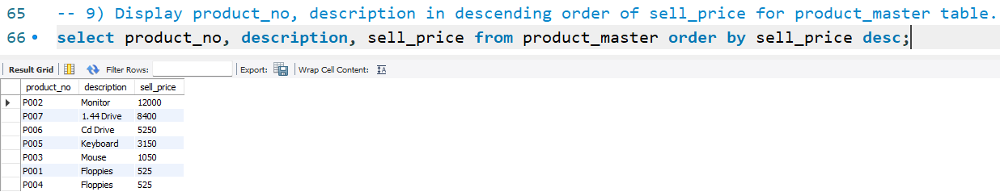 65 -- 9) Display product_no, description in descending order of sell_price for product_master table.
66 select product_no, description, sell_price from product_master order by sell_price desc;
Result Grid Filter Rows: Export: Wrap Cell Content: IA
product_no description sell_price
P002 Monitor 12000
P007 1.44 Drive 8400
P006 Cd Drive 5250
P005 Keyboard 3150
P003 Mouse 1050
P001 Floppies 525
P004 Floppies 525